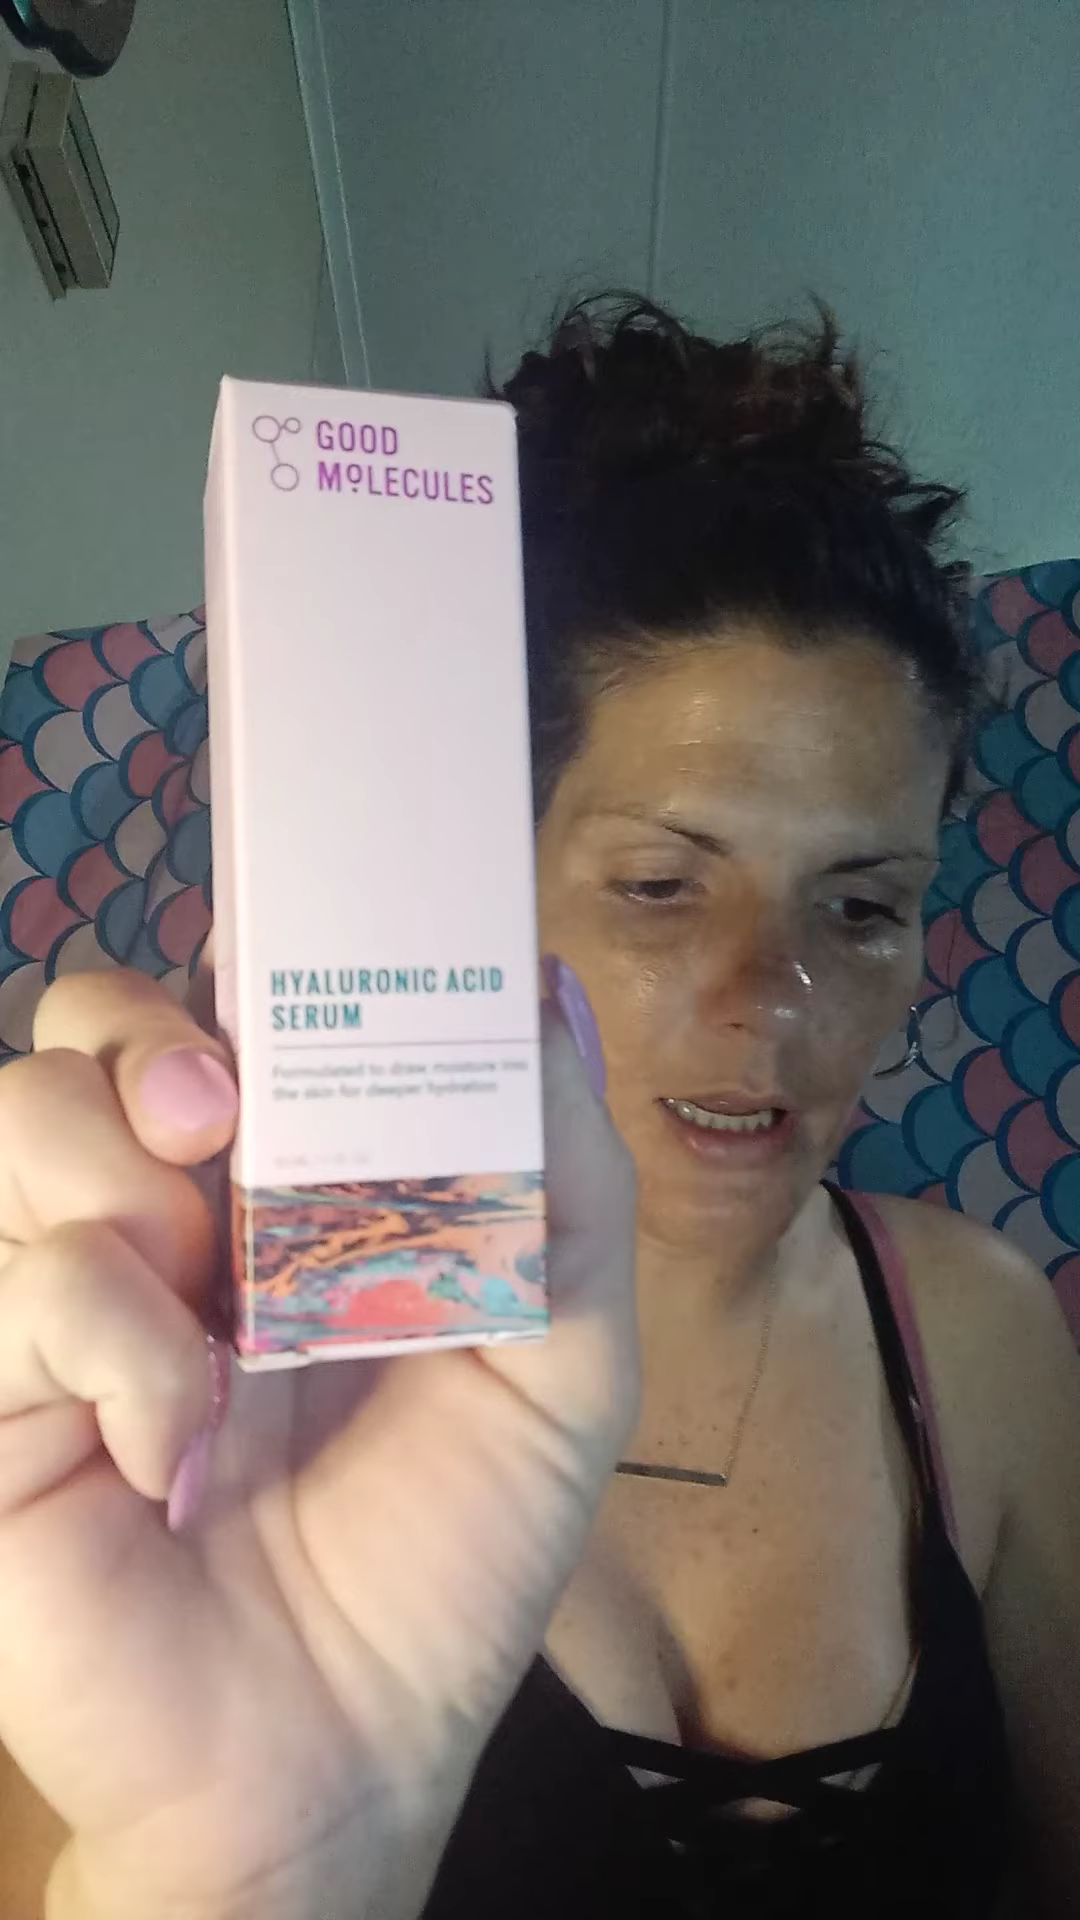 GOOD
MOLECULES
HYALURONIC ACID
SERUM
Formulated to draw moisture into
the skin for deeper hydration